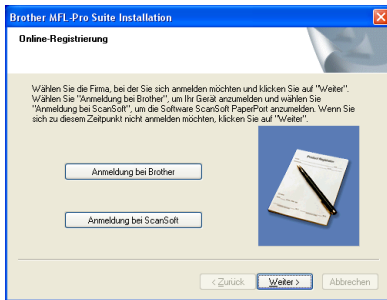 Brother MFL-Pro Suite Installation
Online-Registrierung
Wählen Sie die Firma, bei der Sie sich anmelden möchten und klicken Sie auf "Weiter".
Wählen Sie "Anmeldung bei Brother", um Ihr Gerät anzumelden und wählen Sie
"Anmeldung bei ScanSoft", um die Software ScanSoft PaperPort anzumelden. Wenn Sie
sich zu diesem Zeitpunkt nicht anmelden möchten, klicken Sie auf "Weiter".
Product Registration
Anmeldung bei Brother
Anmeldung bei ScanSoft
< Zurück
Weiter >
Abbrechen